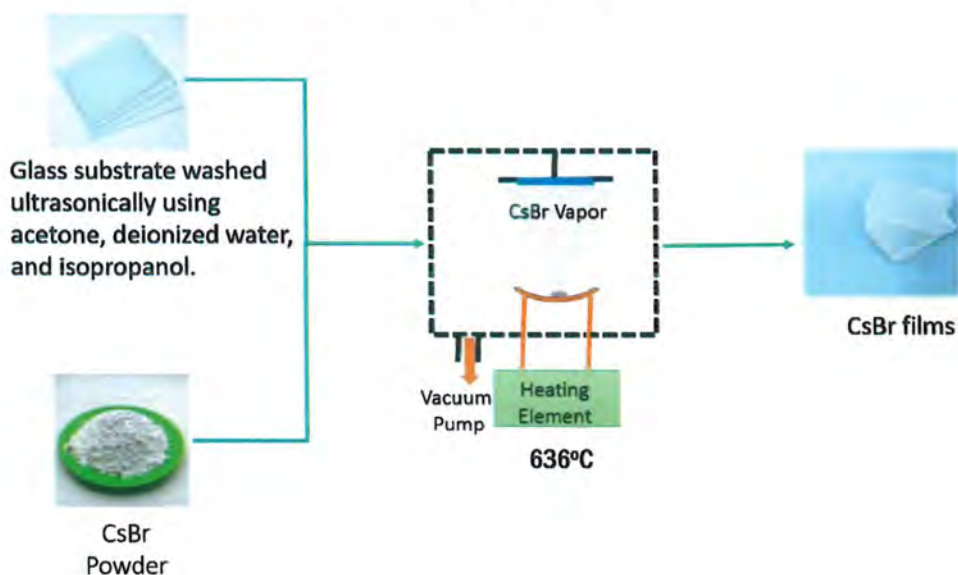 Glass substrate washed
ultrasonically using
acetone, deionized water,
and isopropanol.
CsBr
Powder
CsBr Vapor
Vacuum
Pump
Heating
Element
636ºC
CsBr films